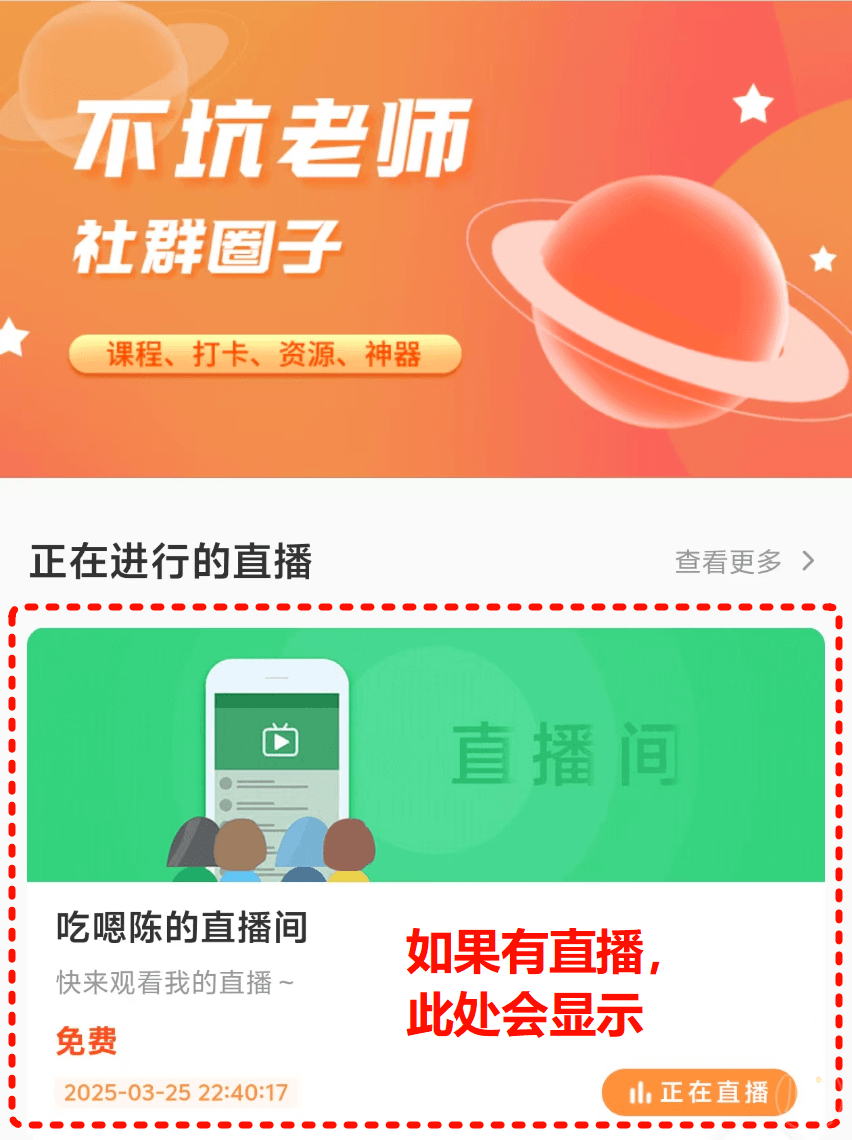 不坑老师
社群圈子
课程、打卡、资源、神器
正在进行的直播
查看更多
直播间
吃嗯陈的直播间
快来观看我的直播~
免费
如果有直播，
此处会显示
2025-03-25 22:40:17
正在直播